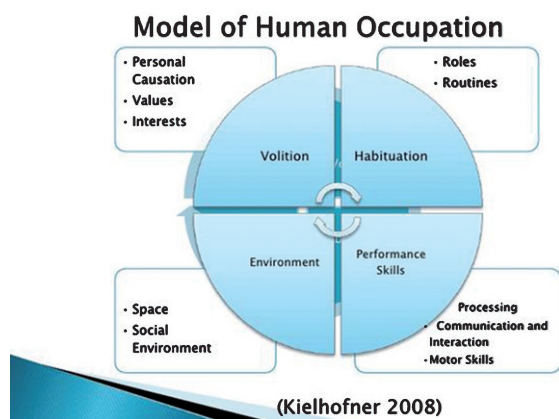 Model of Human Occupation
• Personal
Causation
• Values
• Interests
• Roles
• Routines
Volition
Habituation
Environment
Performance
Skills
• Space
• Social
Environment
Processing
• Communication and
Interaction
• Motor Skills
(Kielhofner 2008)